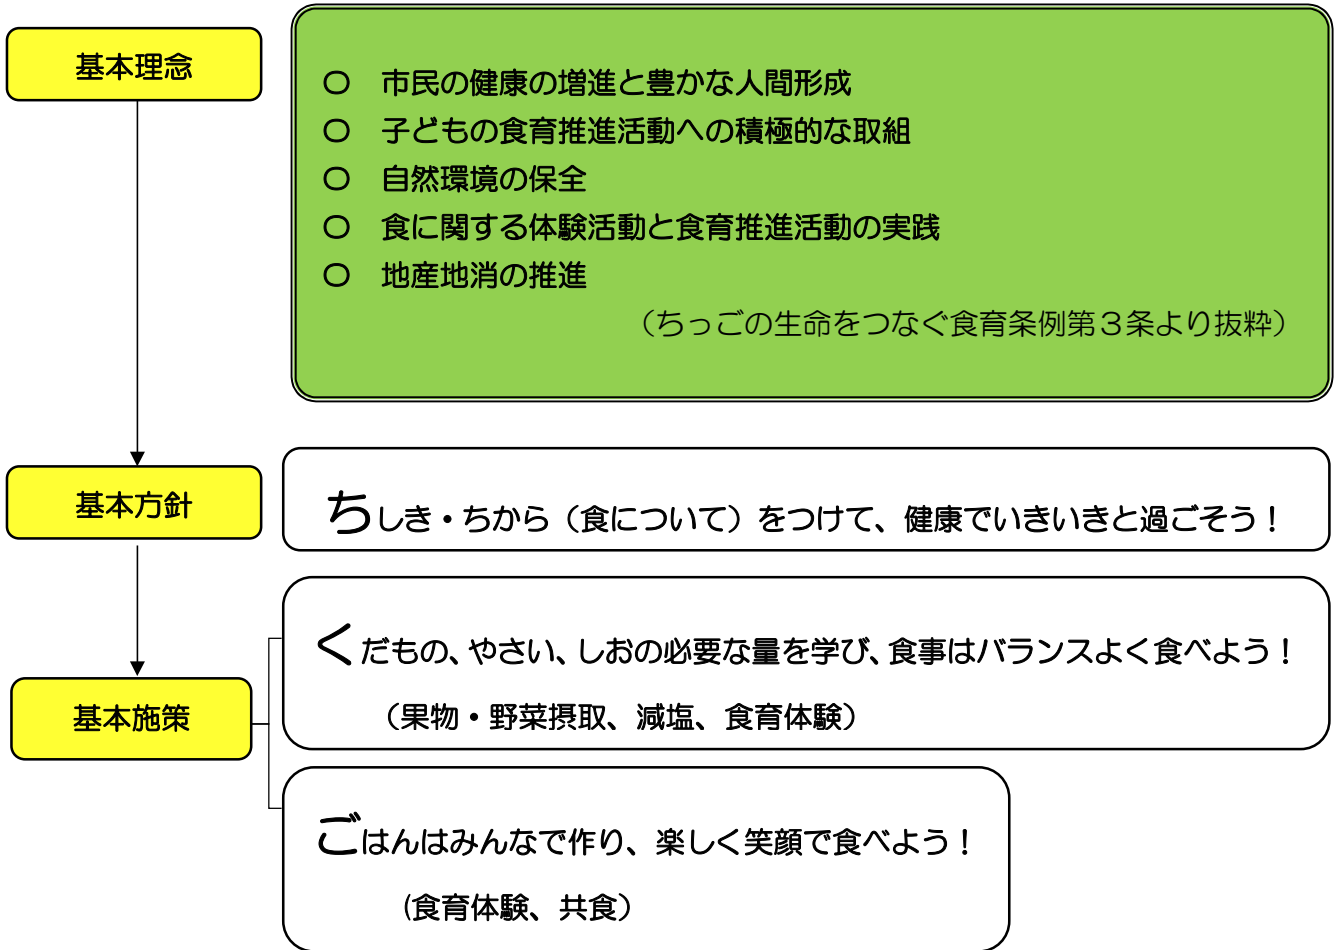 基本理念
〇　市民の健康の増進と豊かな人間形成
〇　子どもの食育推進活動への積極的な取組
〇　自然環境の保全
〇　食に関する体験活動と食育推進活動の実践
〇　地産地消の推進
（ちっごの生命をつなぐ食育条例第３条より抜粋）
基本方針
ちしき・ちから（食について）をつけて、健康でいきいきと過ごそう！
基本施策
くだもの、やさい、しおの必要な量を学び、食事はバランスよく食べよう！
（果物・野菜摂取、減塩、食育体験）
ごはんはみんなで作り、楽しく笑顔で食べよう！
(食育体験、共食）